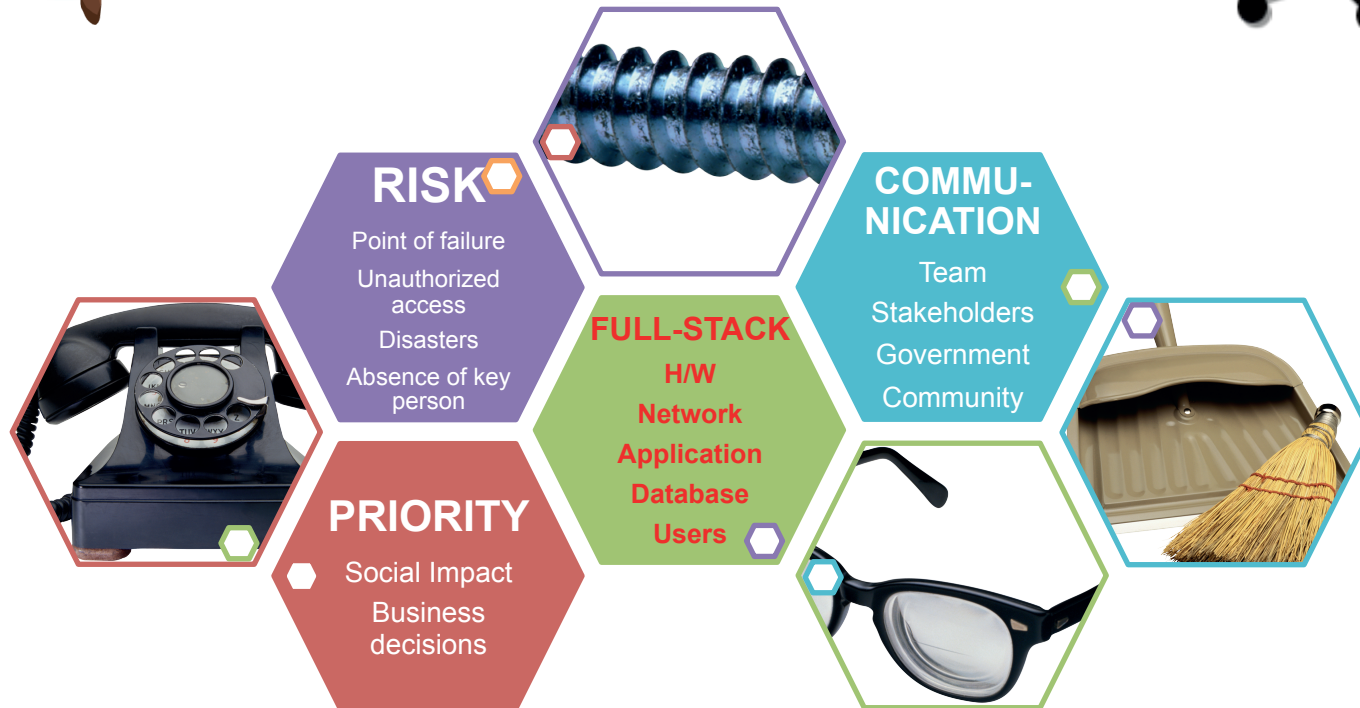 RISK
Point of failure
Unauthorized
access
Disasters
Absence of key
person
COMMU-
NICATION
Team
Stakeholders
Government
Community
FULL-STACK
H/W
Network
Application
Database
Users
PRIORITY
Social Impact
Business
decisions